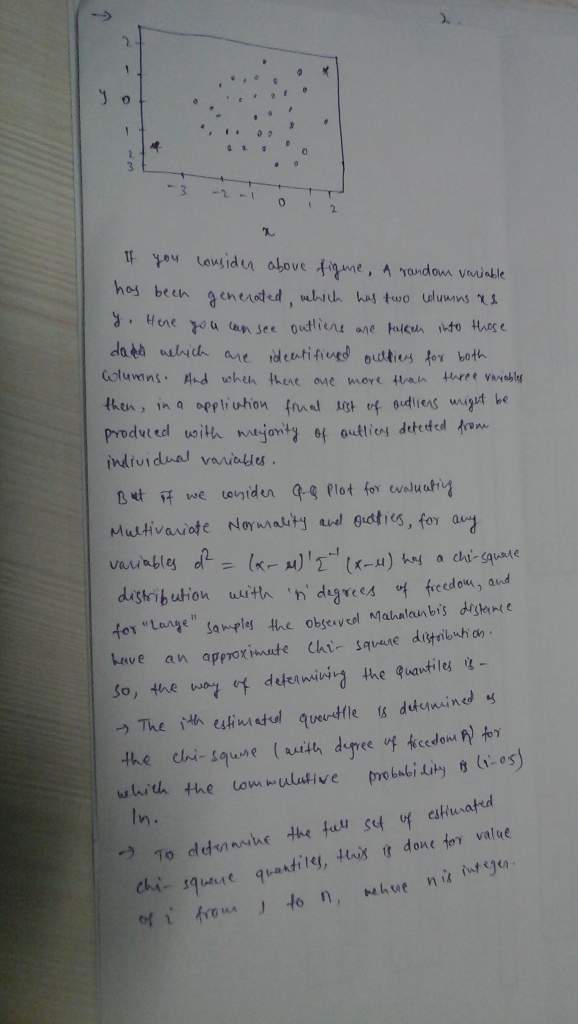 → 2.
2
1
y 0
1
2
3
-3 -2 -1 0 1 2
x
If you consider above figure, A random variable
has been generated, which has two columns x &
y. Here you can see outliers are taken into those
which are identifiered outliers for both
columns. And when there are more than three variables
then, in a application final list of outliers might be
produced with majority of outliers detected from
individual variables.
But if we consider Q-Q Plot for evaluating
Multivariate Normality and outlies, for any
variables d² = (x-μ)' Σ⁻¹ (x-μ) has a chi-square
distribution with 'n' degrees of freedom, and
for "Large" samples the observed Mahalanbis distance
have an approximate Chi-square distribution.
So, the way of determining the quantiles is -
→ The ith estimated quantile is determined as
the chi-square (with degree of freedom p) for
which the commulative probability is (i-0.5)
/n.
→ To determine the full set of estimated
chi-square quantiles, this is done for value
of i from 1 to n, where n is integer.